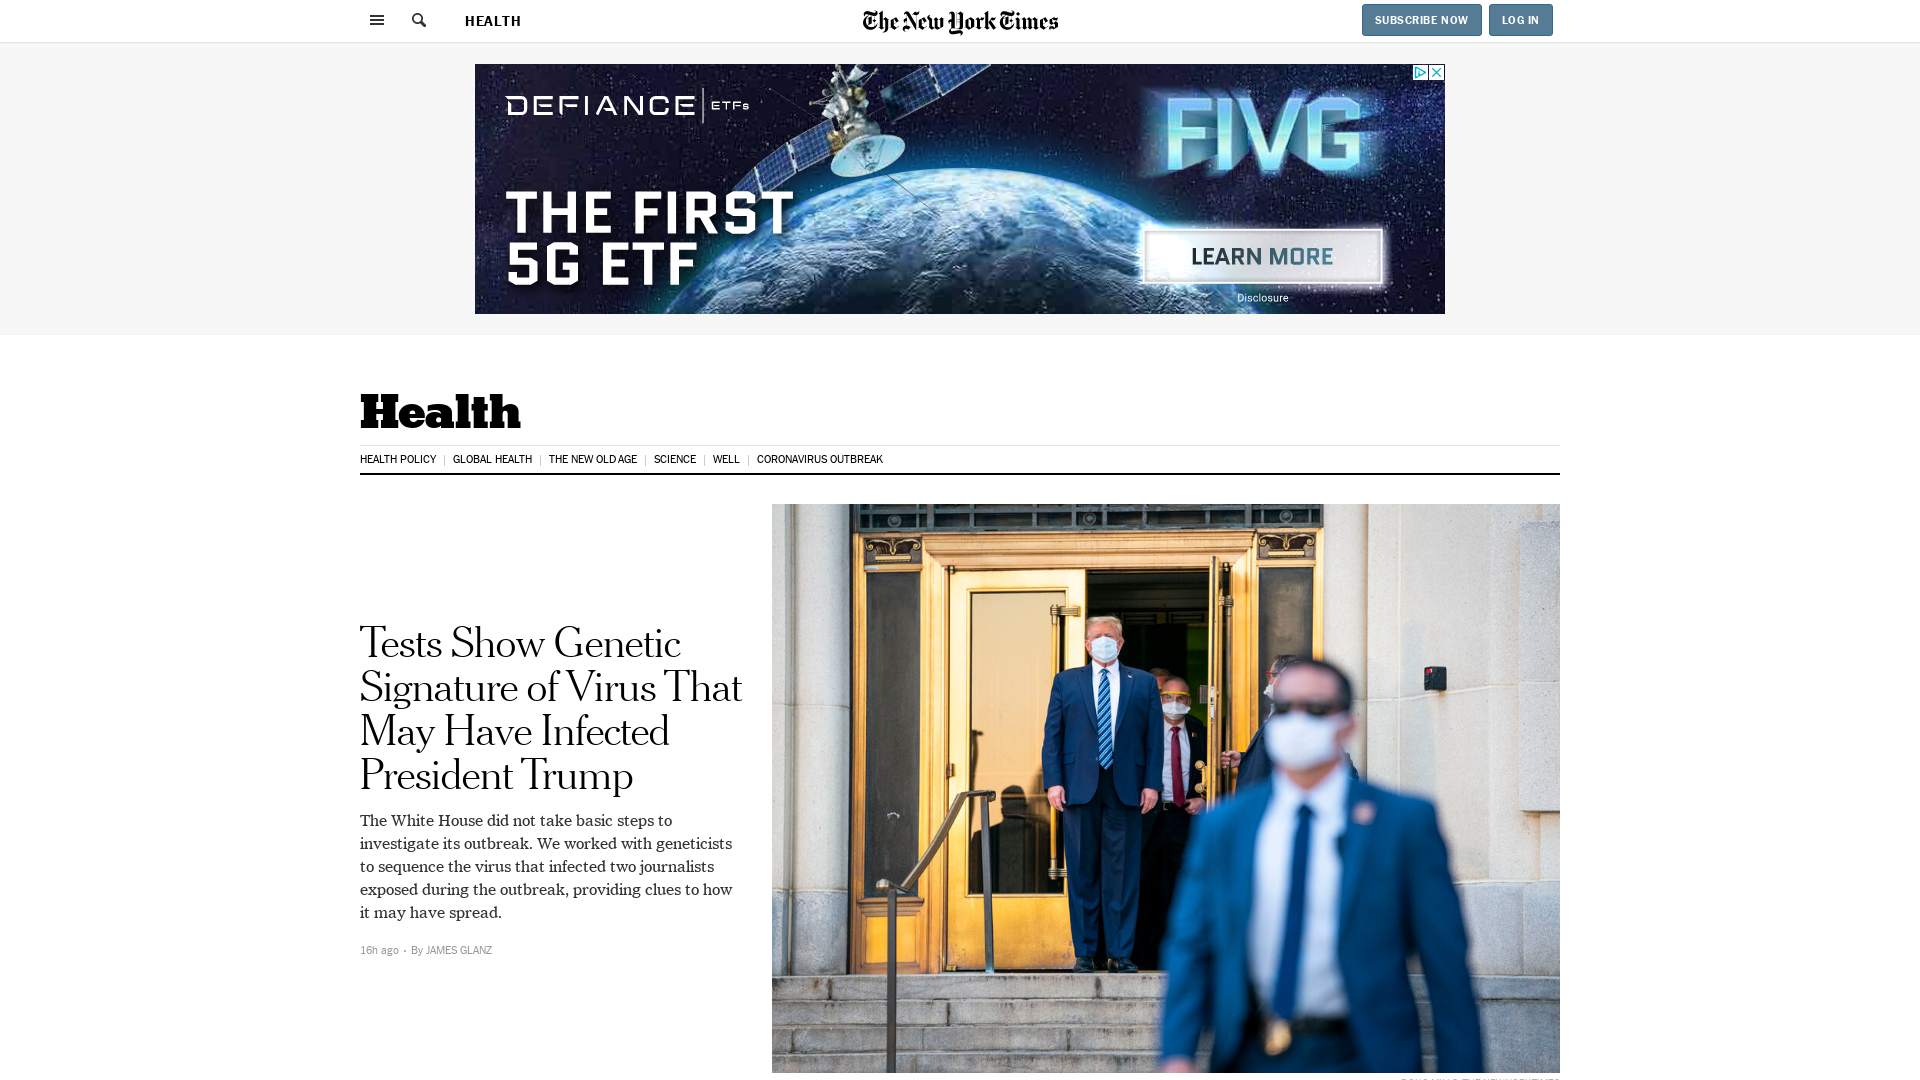 HEALTH
The New York Times
SUBSCRIBE NOW
LOG IN
DEFIANCE | ETFs
FIVG
THE FIRST
5G ETF
LEARN MORE
Disclosure
Health
HEALTH POLICY
GLOBAL HEALTH
THE NEW OLD AGE
SCIENCE
WELL
CORONAVIRUS OUTBREAK
Tests Show Genetic
Signature of Virus That
May Have Infected
President Trump
The White House did not take basic steps to
investigate its outbreak. We worked with geneticists
to sequence the virus that infected two journalists
exposed during the outbreak, providing clues to how
it may have spread.
16h ago • By JAMES GLANZ